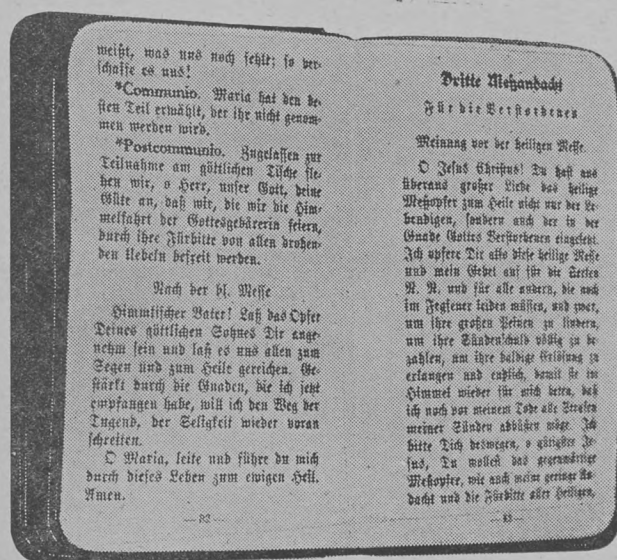 weißt, was uns noch fehlt; so ver-
schaffe es uns!
*Communio. Maria hat den be-
sten Teil erwählt, der ihr nicht genom-
men werden wird.
*Postcommunio. Zugelassen zur
Teilnahme am göttlichen Tische fle-
hen wir, o Herr, unser Gott, deine
Güte an, daß wir, die wir die Him-
melfahrt der Gottesgebärerin feiern,
durch ihre Fürbitte von allen drohen-
den Uebeln befreit werden.
Nach der hl. Messe
Himmlischer Vater! Laß das Opfer
Deines göttlichen Sohnes Dir ange-
nehm sein und laß es uns allen zum
Segen und zum Heile gereichen. Ge-
stärkt durch die Gnaden, die ich jetzt
empfangen habe, will ich den Weg der
Tugend, der Seligkeit wieder voran
schreiten.
O Maria, leite und führe du mich
durch dieses Leben zum ewigen Heil.
Amen.
— 82 —
Dritte Meßandacht
Für die Verstorbenen
Meinung vor der heiligen Messe.
O Jesus Christus! Du hast aus
überaus großer Liebe das heilige
Meßopfer zum Heile nicht nur der Le-
bendigen, sondern auch der in der
Gnade Gottes Verstorbenen eingesetzt.
Ich opfere Dir also diese heilige Messe
und mein Gebet auf für die Seelen
N. N. und für alle andern, die noch
im Fegfeuer leiden müssen, und zwar,
um ihre großen Peinen zu lindern,
um ihre Sündenschuld völlig zu be-
zahlen, um ihre baldige Erlösung zu
erlangen und endlich, damit sie im
Himmel wieder für mich beten, daß
ich noch vor meinem Tode alle Strafen
meiner Sünden abbüßen möge. Ich
bitte Dich deswegen, o gütigster Je-
sus, Du wollest das gegenwärtige
Meßopfer, wie auch meine geringe An-
dacht und die Fürbitte aller Heiligen,
— 83 —